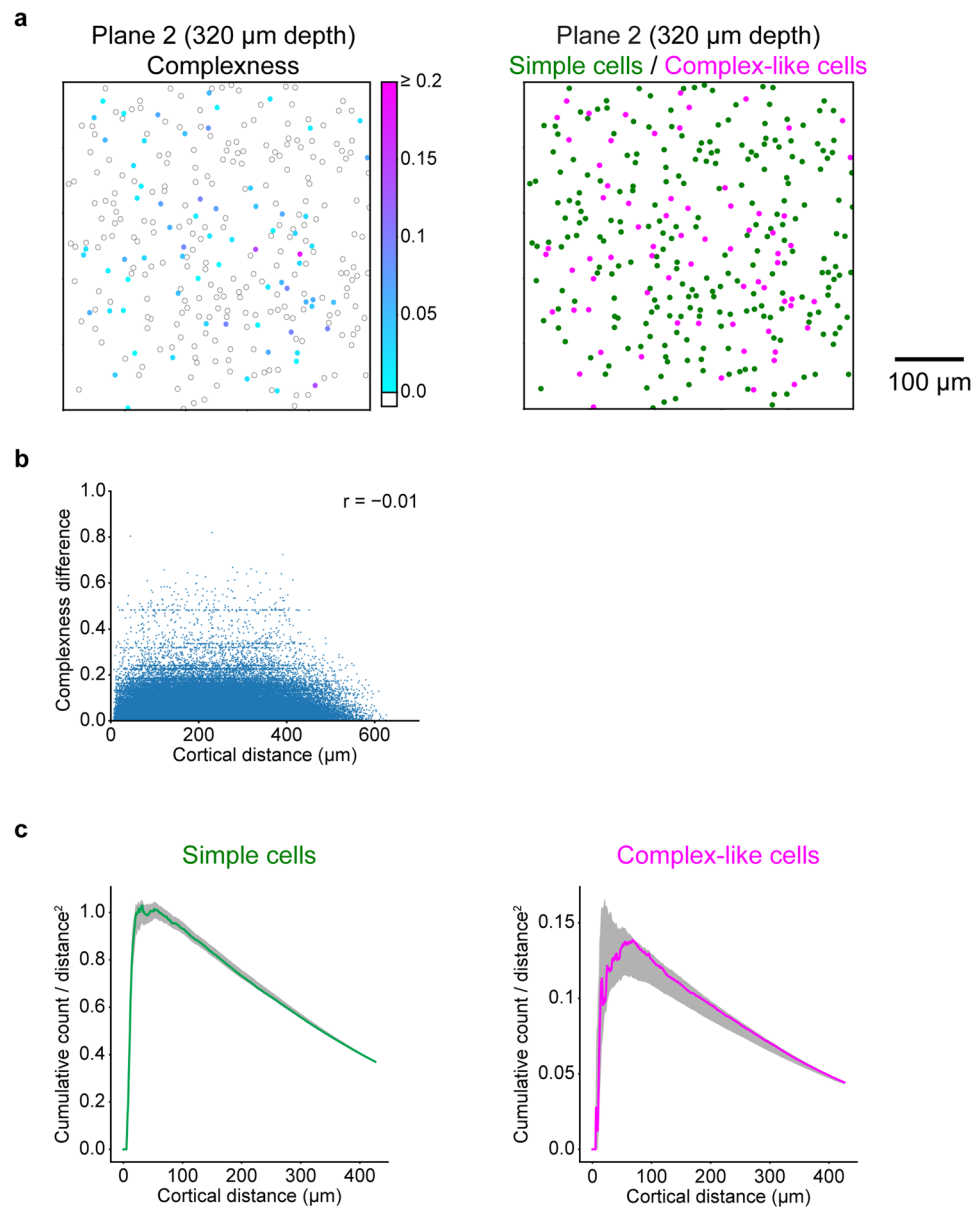 a
Plane 2 (320 µm depth)
Complexness
≥ 0.2
0.15
0.1
0.05
0.0
Plane 2 (320 µm depth)
Simple cells / Complex-like cells
100 µm
b
r = −0.01
Complexness difference
1.0
0.8
0.6
0.4
0.2
0.0
0 200 400 600
Cortical distance (µm)
c
Simple cells
Cumulative count / distance²
1.0
0.8
0.6
0.4
0.2
0.0
0 100 200 300 400
Cortical distance (µm)
Complex-like cells
Cumulative count / distance²
0.15
0.1
0.05
0.0
0 100 200 300 400
Cortical distance (µm)